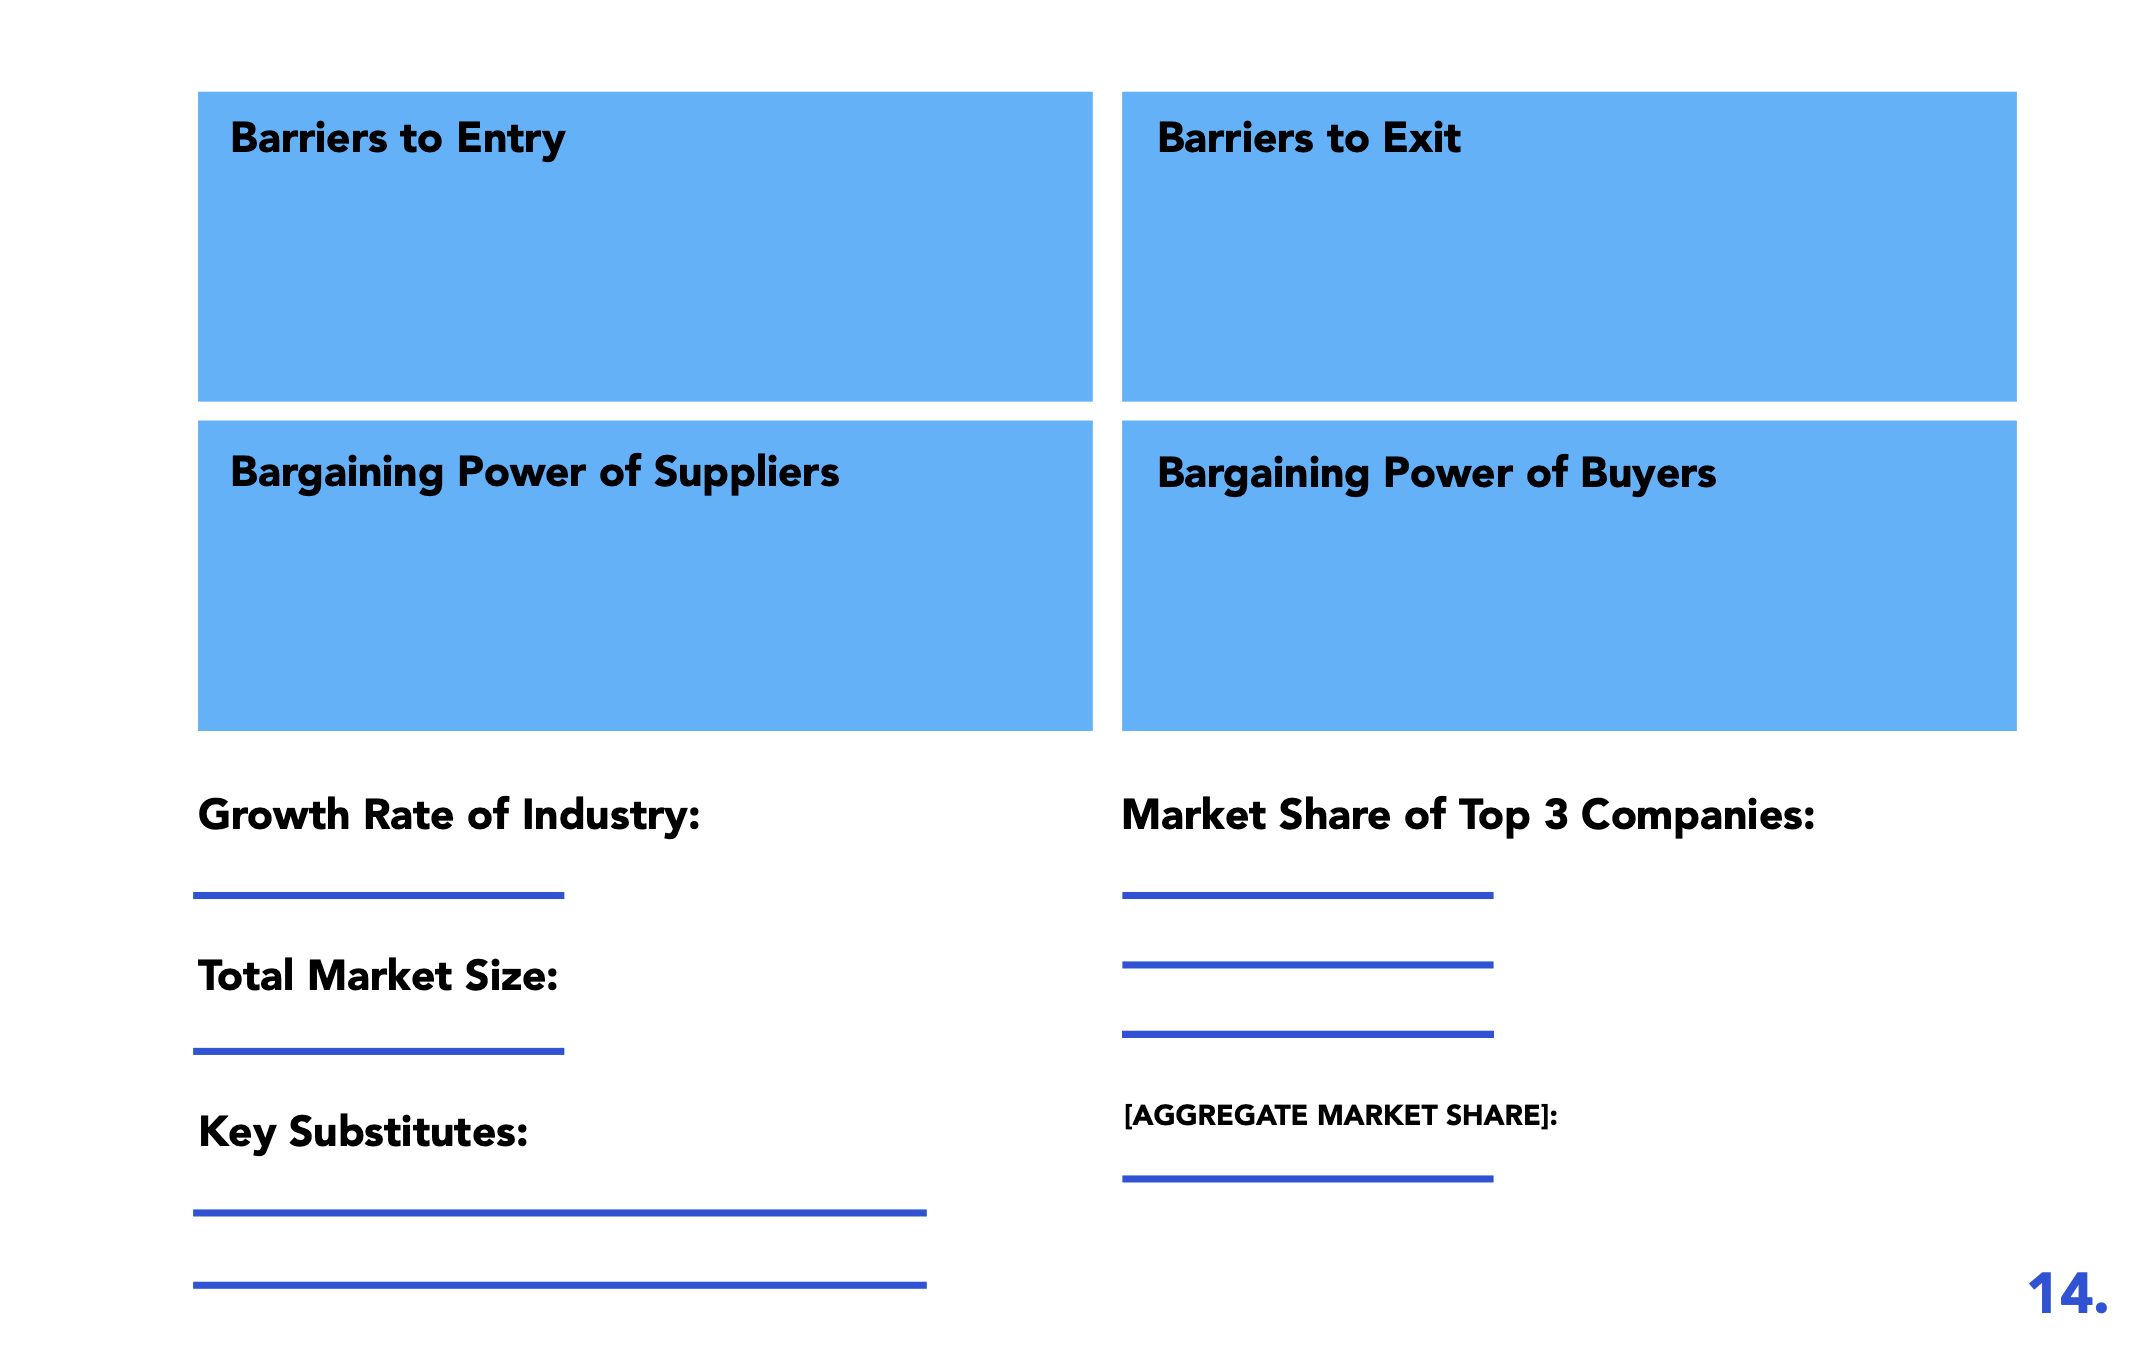 Barriers to Entry
Barriers to Exit
Bargaining Power of Suppliers
Bargaining Power of Buyers
Growth Rate of Industry:
Total Market Size:
Key Substitutes:
Market Share of Top 3 Companies:
[AGGREGATE MARKET SHARE]:
14.